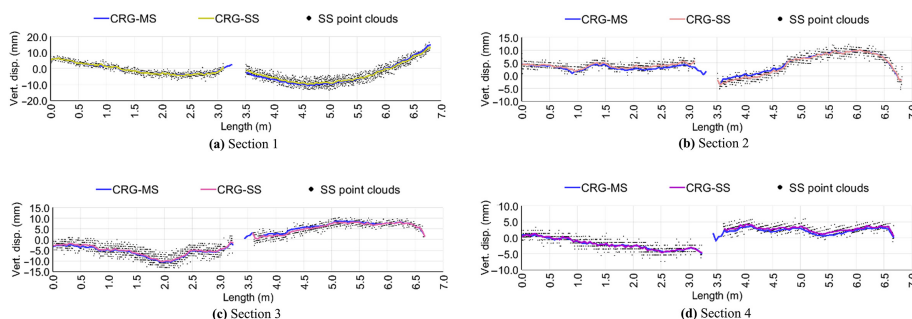 CRG-MS CRG-SS SS point clouds
Vert. disp. (mm)
20.0
10.0
0.0
−10.0
−20.0
0.0 0.5 1.0 1.5 2.0 2.5 3.0 3.5 4.0 4.5 5.0 5.5 6.0 6.5 7.0
Length (m)
(a) Section 1
CRG-MS CRG-SS SS point clouds
Vert. disp. (mm)
15.0
10.0
5.0
0.0
−5.0
−10.0
0.0 0.5 1.0 1.5 2.0 2.5 3.0 3.5 4.0 4.5 5.0 5.5 6.0 6.5 7.0
Length (m)
(b) Section 2
CRG-MS CRG-SS SS point clouds
Vert. disp. (mm)
15.0
10.0
5.0
0.0
−5.0
−10.0
−15.0
0.0 0.5 1.0 1.5 2.0 2.5 3.0 3.5 4.0 4.5 5.0 5.5 6.0 6.5 7.0
Length (m)
(c) Section 3
CRG-MS CRG-SS SS point clouds
Vert. disp. (mm)
10.0
5.0
0.0
−5.0
−10.0
0.0 0.5 1.0 1.5 2.0 2.5 3.0 3.5 4.0 4.5 5.0 5.5 6.0 6.5 7.0
Length (m)
(d) Section 4